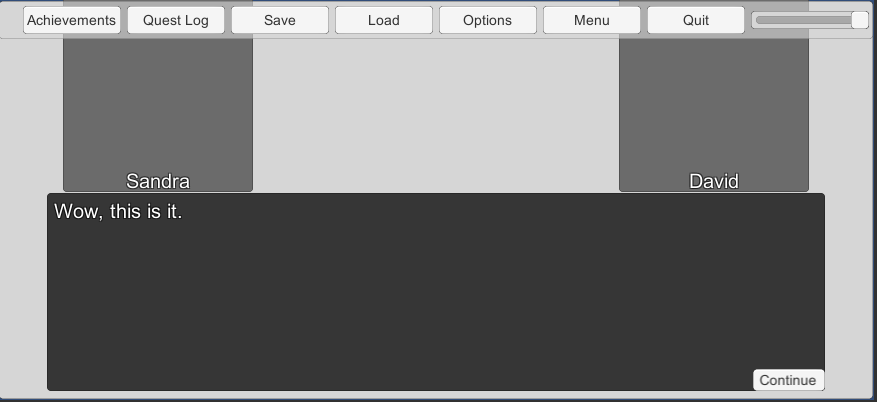 Achievements Quest Log Save Load Options Menu Quit
Sandra David
Wow, this is it.
Continue